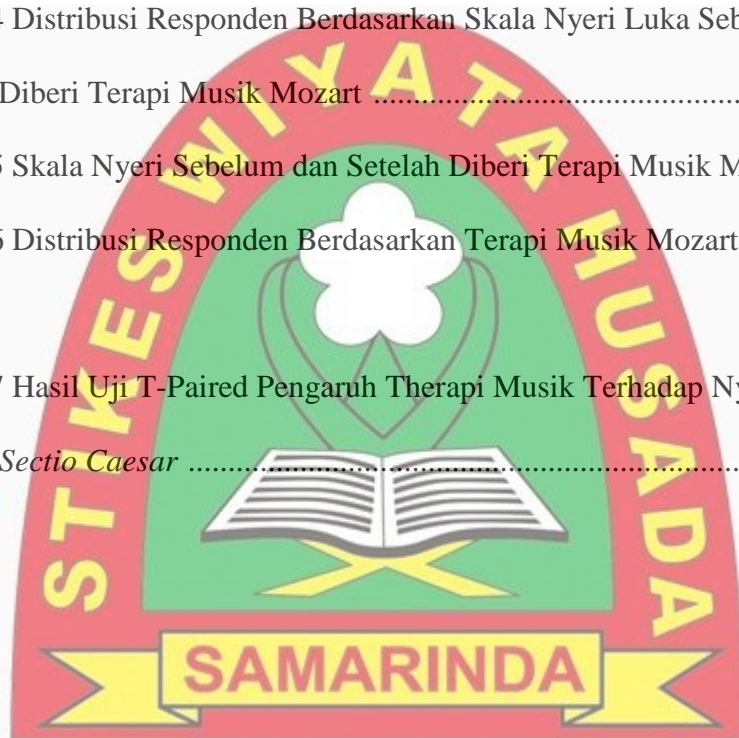 4 Distribusi Responden Berdasarkan Skala Nyeri Luka Seb
Diberi Terapi Musik Mozart ..............................................
5 Skala Nyeri Sebelum dan Setelah Diberi Terapi Musik M
6 Distribusi Responden Berdasarkan Terapi Musik Mozart
7 Hasil Uji T-Paired Pengaruh Therapi Musik Terhadap Ny
Sectio Caesar ......................................................................
STIKES WIYATA HUSADA
SAMARINDA